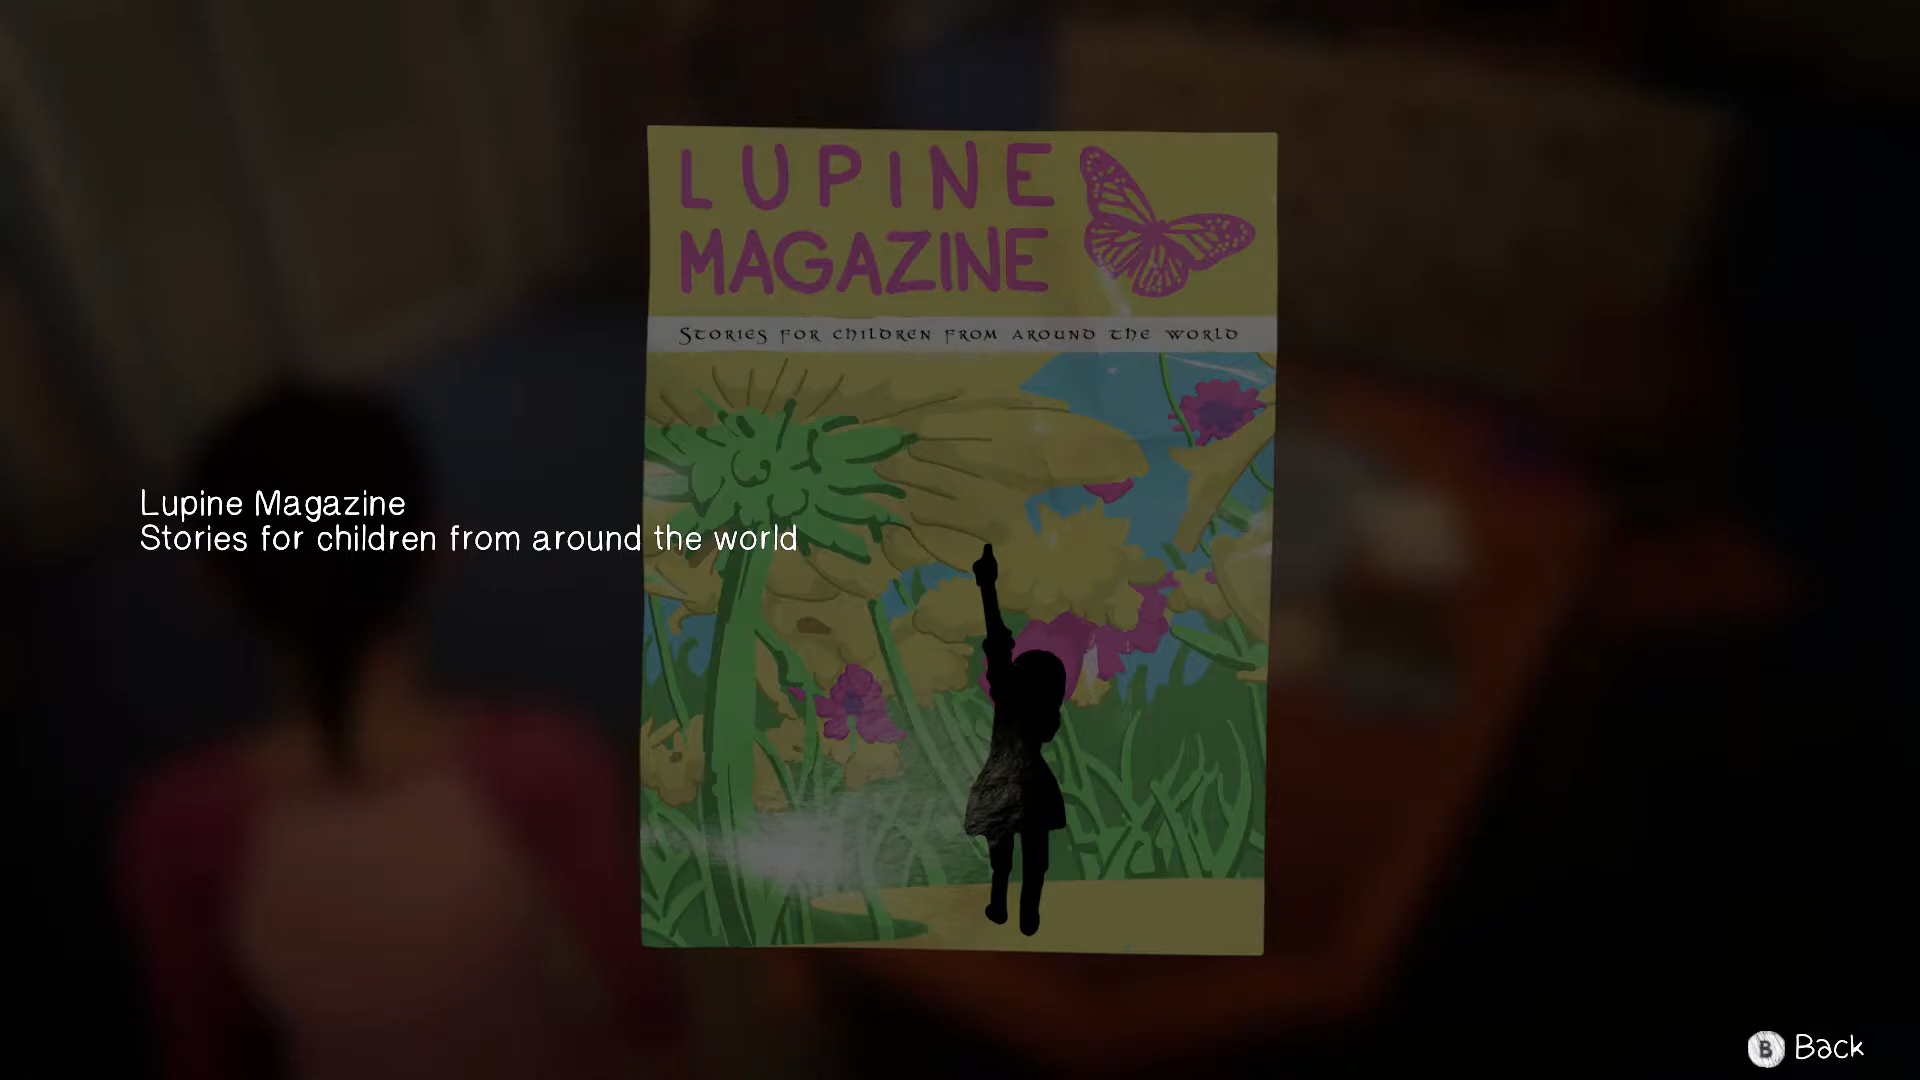 LUPINE
MAGAZINE
Stories for children from around the world
Lupine Magazine
Stories for children from around the world
B Back